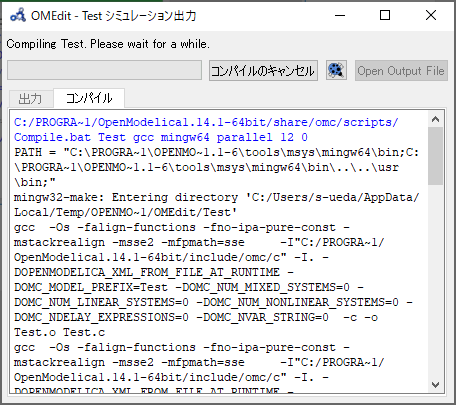 OMEdit - Test シミュレーション出力
Compiling Test. Please wait for a while.
コンパイルのキャンセル
Open Output File
出力
コンパイル
C:/PROGRA~1/OpenModelica1.14.1-64bit/share/omc/scripts/
Compile.bat Test gcc mingw64 parallel 12 0
PATH = "C:\PROGRA~1\OPENMO~1.1-6\tools\msys\mingw64\bin;C:
\PROGRA~1\OPENMO~1.1-6\tools\msys\mingw64\bin\..\..\usr
\bin;"
mingw32-make: Entering directory 'C:/Users/s-ueda/AppData/
Local/Temp/OPENMO~1/OMEdit/Test'
gcc  -Os -falign-functions -fno-ipa-pure-const -
mstackrealign -msse2 -mfpmath=sse     -I"C:/PROGRA~1/
OpenModelica1.14.1-64bit/include/omc/c" -I. -
DOPENMODELICA_XML_FROM_FILE_AT_RUNTIME -
DOMC_MODEL_PREFIX=Test -DOMC_NUM_MIXED_SYSTEMS=0 -
DOMC_NUM_LINEAR_SYSTEMS=0 -DOMC_NUM_NONLINEAR_SYSTEMS=0 -
DOMC_NDELAY_EXPRESSIONS=0 -DOMC_NVAR_STRING=0  -c -o
Test.o Test.c
gcc  -Os -falign-functions -fno-ipa-pure-const -
mstackrealign -msse2 -mfpmath=sse     -I"C:/PROGRA~1/
OpenModelica1.14.1-64bit/include/omc/c" -I. -
DOPENMODELICA_XML_FROM_FILE_AT_RUNTIME -